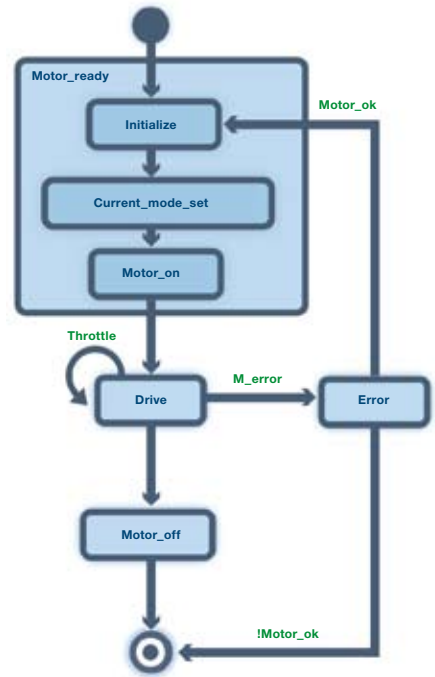 Motor_ready
Motor_ok
Initialize
Current_mode_set
Motor_on
Throttle
M_error
Drive
Error
Motor_off
!Motor_ok